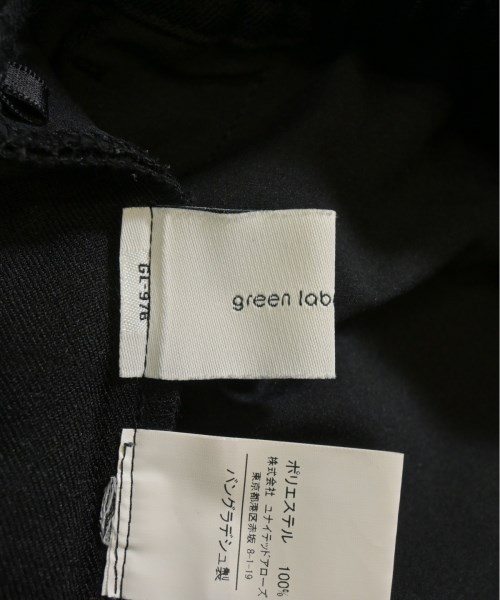 GL-978
green lab
ポリエステル 100%
株式会社 ユナイテッドアローズ
東京都港区赤坂 8-1-19
バングラデシュ製